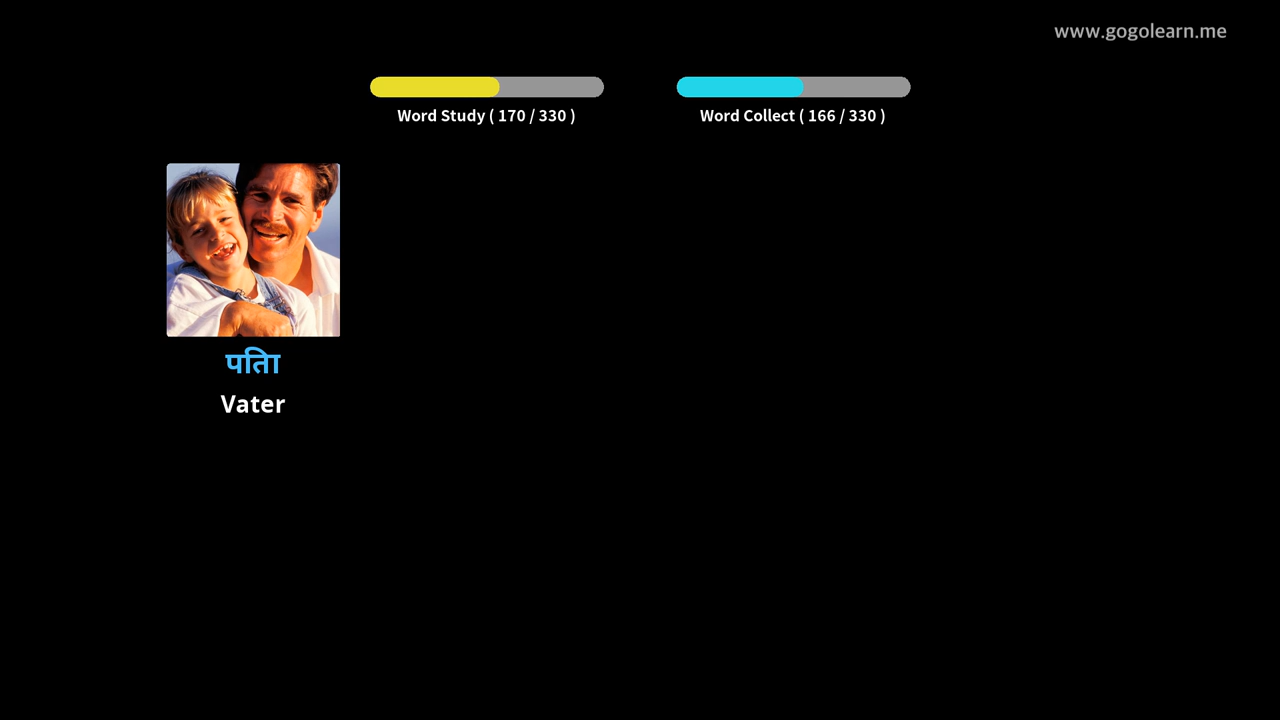 www.gogolearn.me
Word Study ( 170 / 330 )
Word Collect ( 166 / 330 )
पिता
Vater